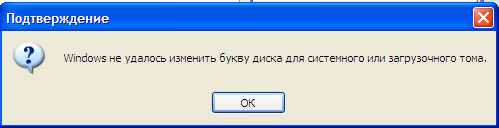 Подтверждение
Windows не удалось изменить букву диска для системного или загрузочного тома.
OK